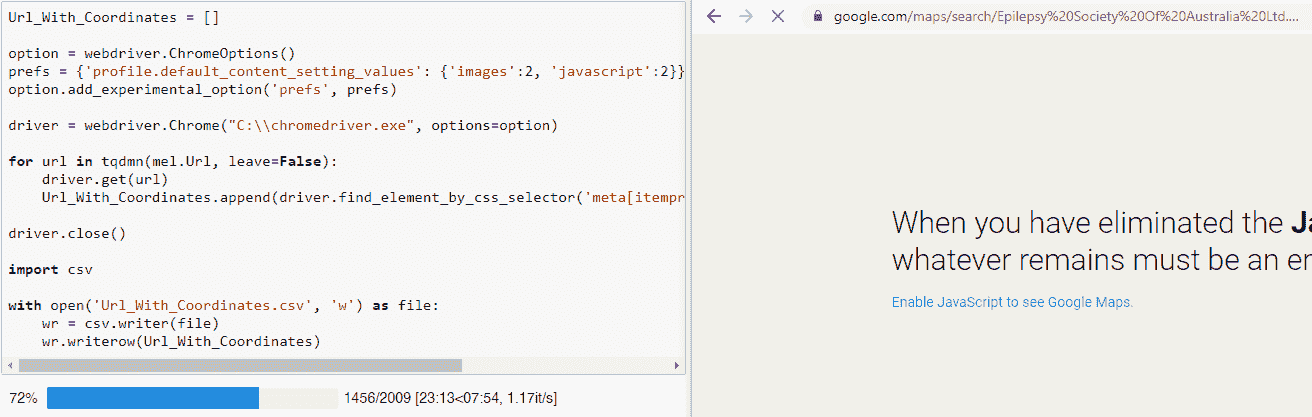 Url_With_Coordinates = []
option = webdriver.ChromeOptions()
prefs = {'profile.default_content_setting_values': {'images':2, 'javascript':2}}
option.add_experimental_option('prefs', prefs)
driver = webdriver.Chrome("C:\\chromedriver.exe", options=option)
for url in tqdmn(mel.Url, leave=False):
driver.get(url)
Url_With_Coordinates.append(driver.find_element_by_css_selector('meta[itempr
driver.close()
import csv
with open('Url_With_Coordinates.csv', 'w') as file:
wr = csv.writer(file)
wr.writerow(Url_With_Coordinates)
72% 1456/2009 [23:13<07:54, 1.17it/s]
google.com/maps/search/Epilepsy%20Society%20Of%20Australia%20Ltd....
When you have eliminated the Ja
whatever remains must be an en
Enable JavaScript to see Google Maps.